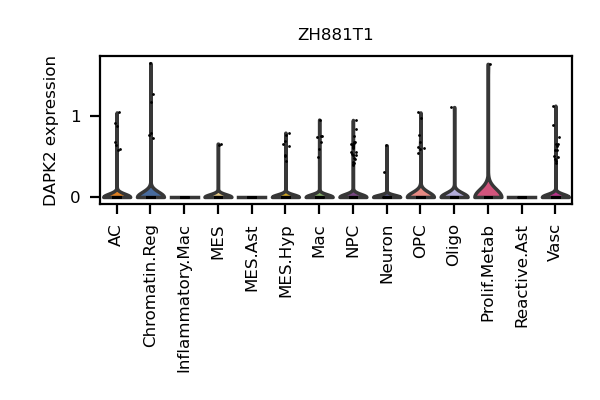 ZH881T1
DAPK2 expression
1
0
AC
Chromatin.Reg
Inflammatory.Mac
MES
MES.Ast
MES.Hyp
Mac
NPC
Neuron
OPC
Oligo
Prolif.Metab
Reactive.Ast
Vasc